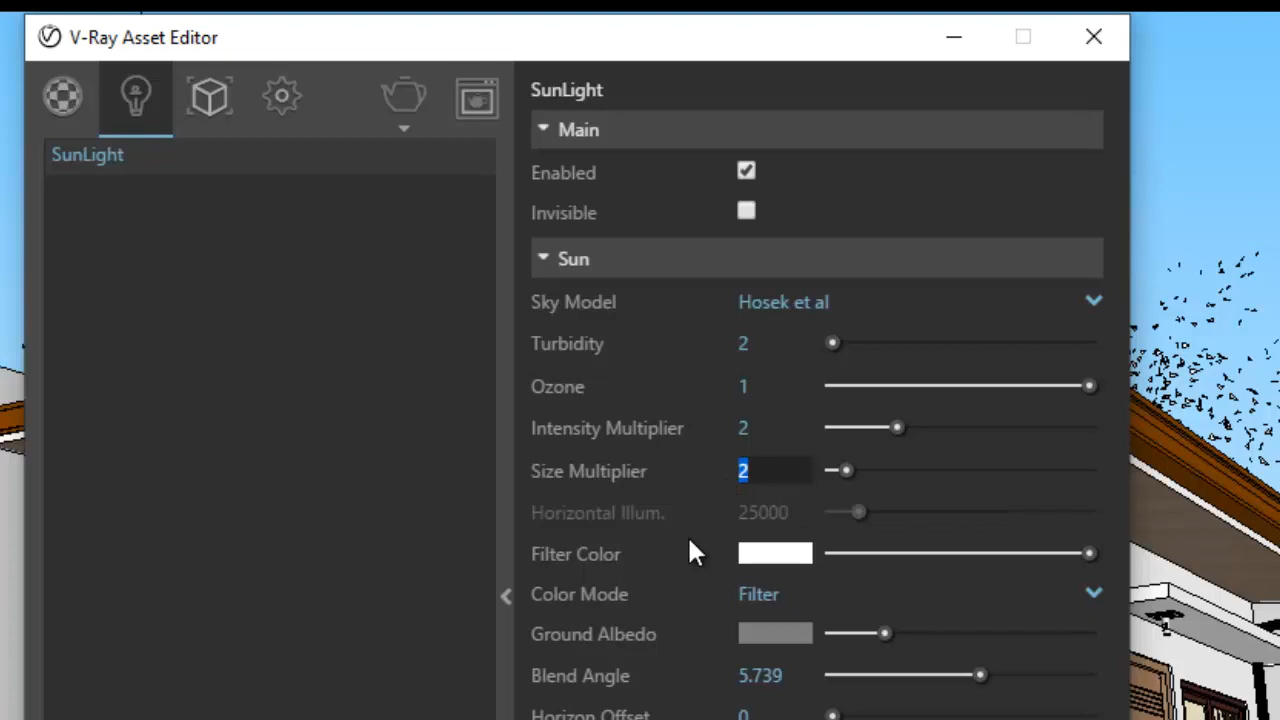 V-Ray Asset Editor
SunLight
SunLight
Main
Enabled
Invisible
Sun
Sky Model Hosek et al
Turbidity 2
Ozone 1
Intensity Multiplier 2
Size Multiplier 2
Horizontal Illum. 25000
Filter Color
Color Mode Filter
Ground Albedo
Blend Angle 5.739
Horizon Offset 0